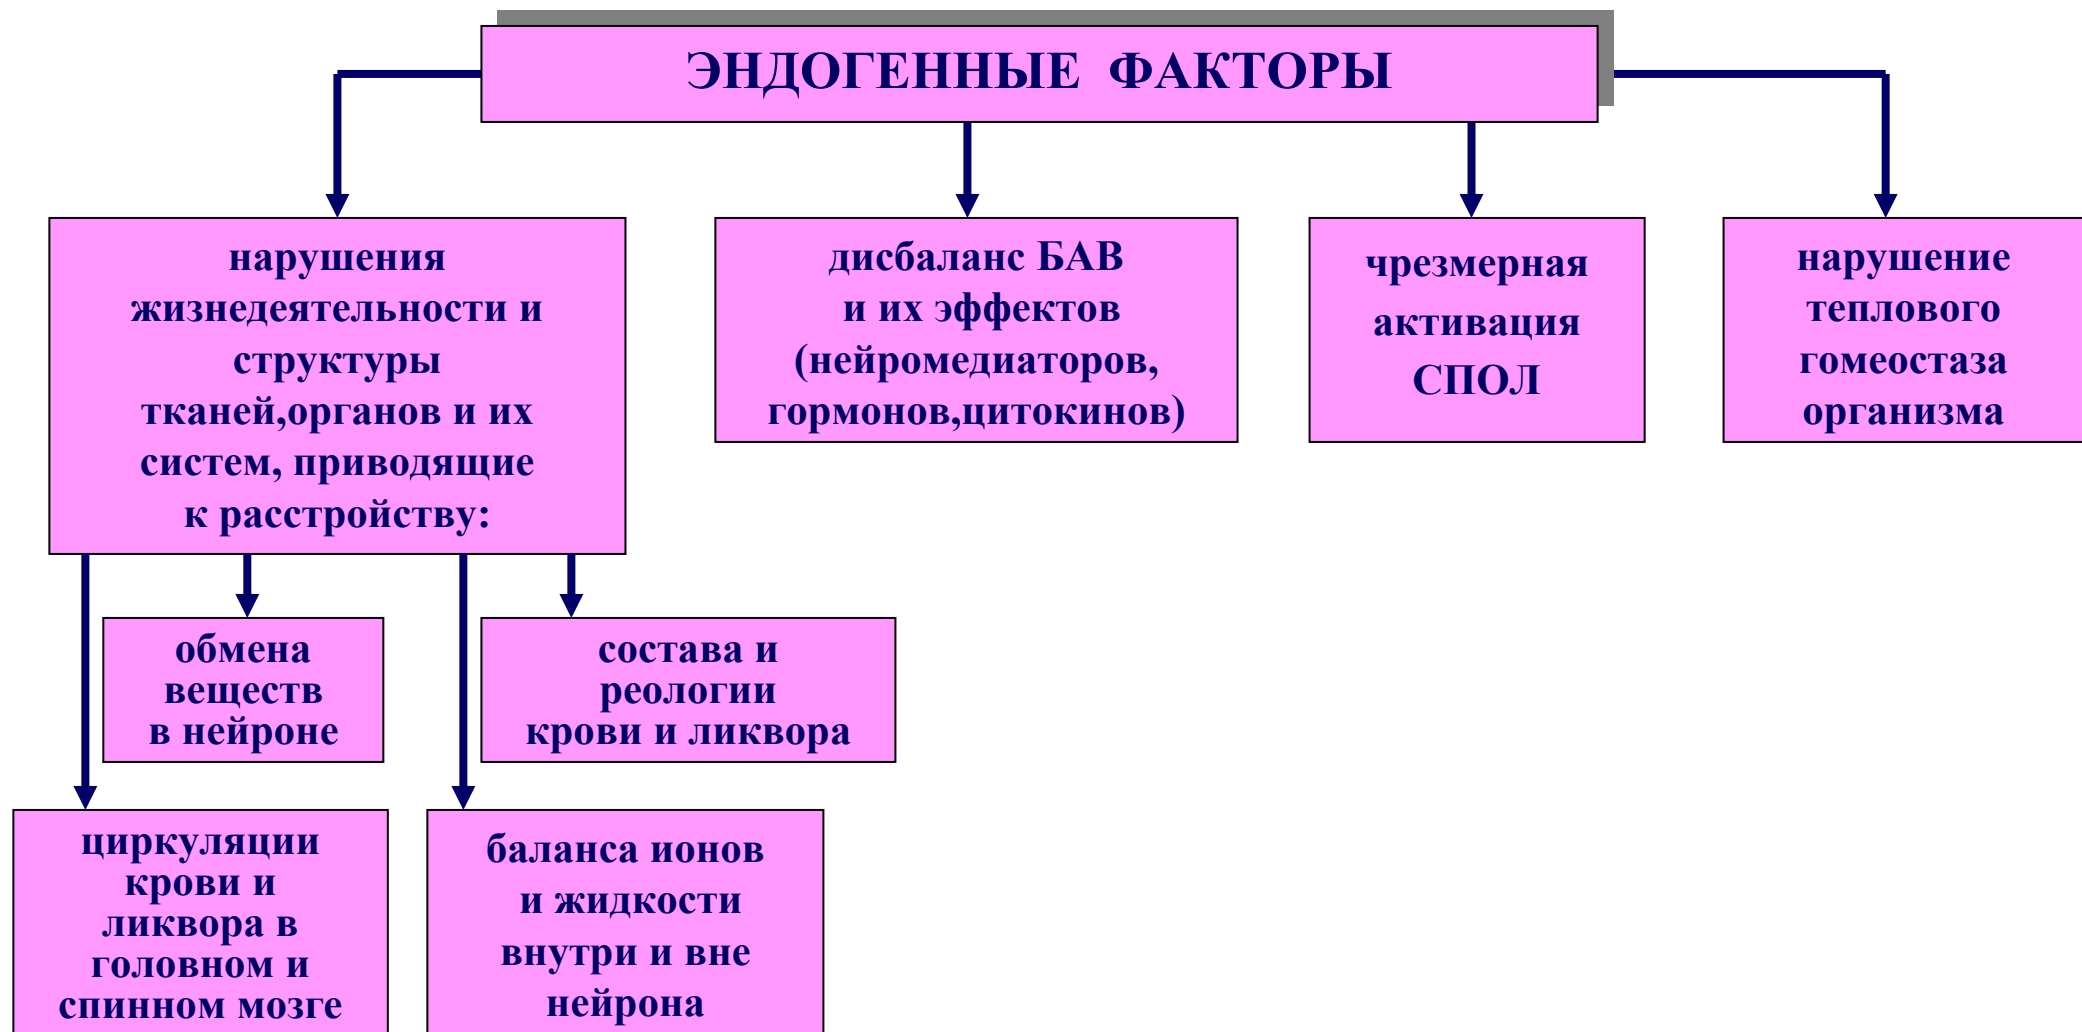 ЭНДОГЕННЫЕ ФАКТОРЫ
нарушения
жизнедеятельности и
структуры
тканей,органов и их
систем, приводящие
к расстройству:
дисбаланс БАВ
и их эффектов
(нейромедиаторов,
гормонов,цитокинов)
чрезмерная
активация
СПОЛ
нарушение
теплового
гомеостаза
организма
обмена
веществ
в нейроне
состава и
реологии
крови и ликвора
циркуляции
крови и
ликвора в
головном и
спинном мозге
баланса ионов
и жидкости
внутри и вне
нейрона